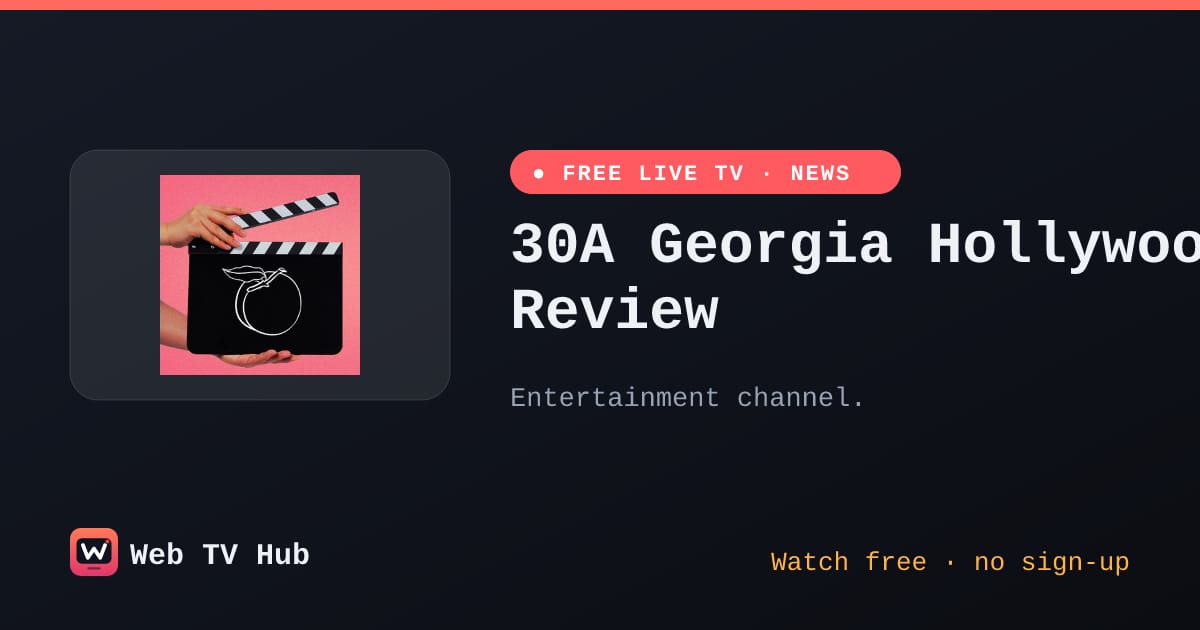 • FREE LIVE TV · NEWS
30A Georgia Hollywoo
Review
Entertainment channel.
W
Web TV Hub
Watch free · no sign-up